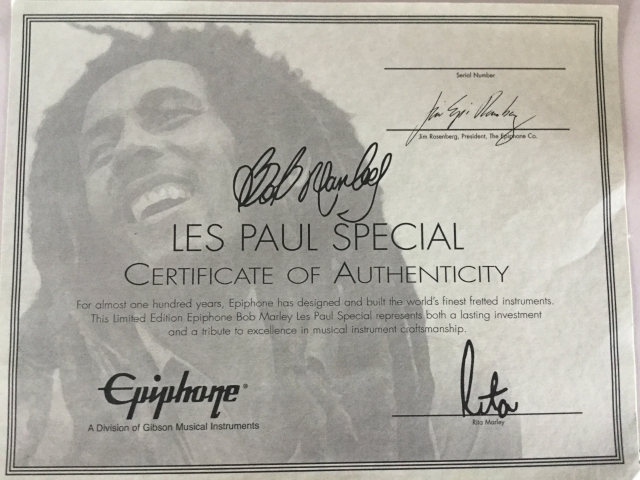 Serial Number
Jim "Epi" Rosenberg
Jim Rosenberg, President, The Epiphone Co.
Bob Marley
LES PAUL SPECIAL
CERTIFICATE OF AUTHENTICITY
For almost one hundred years, Epiphone has designed and built the world's finest fretted instruments.
This Limited Edition Epiphone Bob Marley Les Paul Special represents both a lasting investment
and a tribute to excellence in musical instrument craftsmanship.
Epiphone®
A Division of Gibson Musical Instruments
Rita
Rita Marley